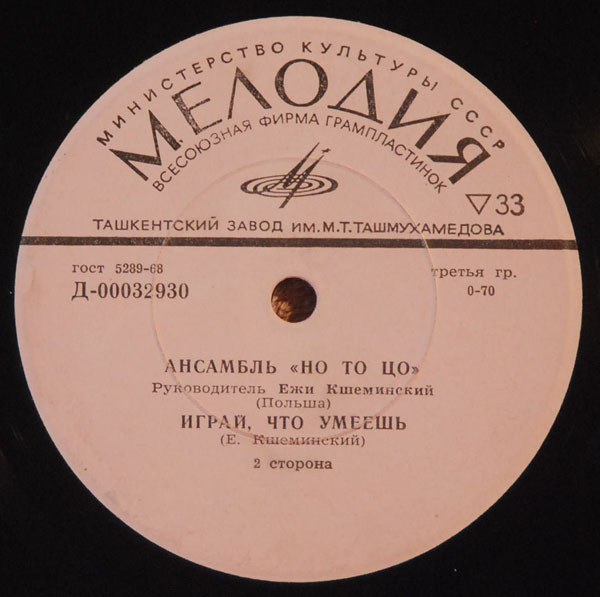 МИНИСТЕРСТВО КУЛЬТУРЫ СССР
МЕЛОДИЯ
ВСЕСОЮЗНАЯ ФИРМА ГРАМПЛАСТИНОК
▽33
ТАШКЕНТСКИЙ ЗАВОД ИМ. М. Т. ТАШМУХАМЕДОВА
гост 5289-68
третья гр.
Д-00032930
0-70
АНСАМБЛЬ «НО ТО ЦО»
Руководитель Ежи Кшеминский
(Польша)
ИГРАЙ, ЧТО УМЕЕШЬ
(Е. Кшеминский)
2 сторона